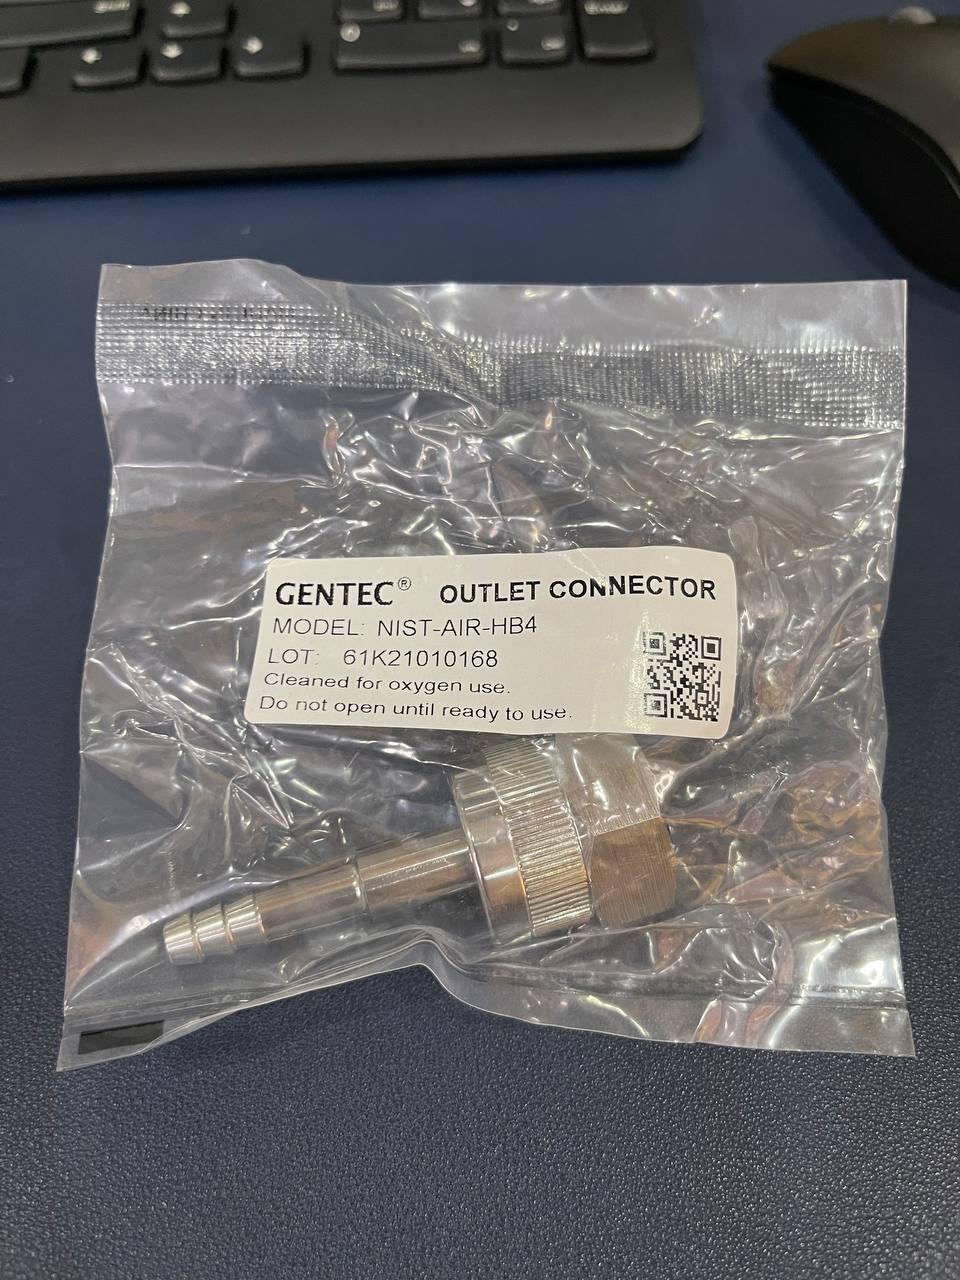 GENTEC® OUTLET CONNECTOR
MODEL: NIST-AIR-HB4
LOT: 61K21010168
Cleaned for oxygen use.
Do not open until ready to use.